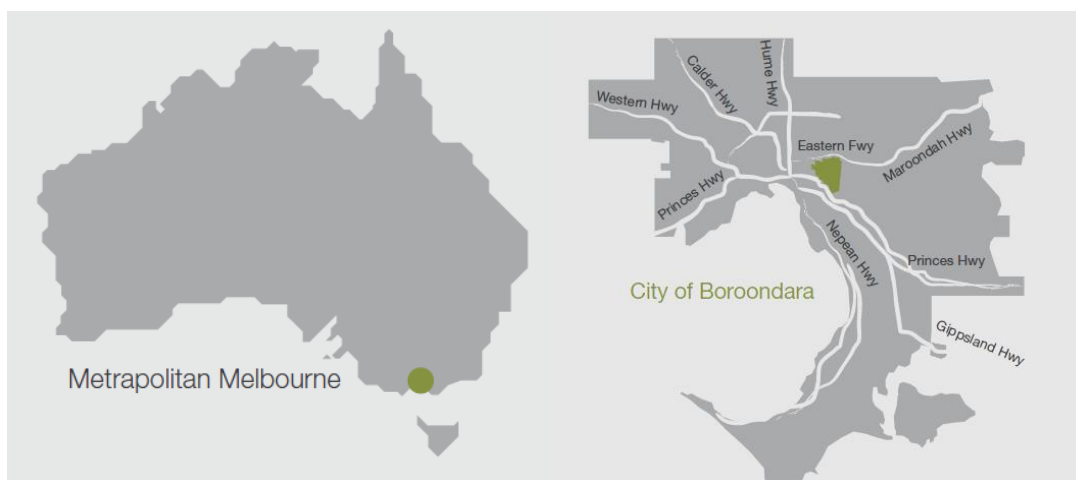 Metrapolitan Melbourne
Hume Hwy
Calder Hwy
Western Hwy
Eastern Fwy
Maroondah Hwy
Princes Hwy
Nepean Hwy
Princes Hwy
City of Boroondara
Gippsland Hwy